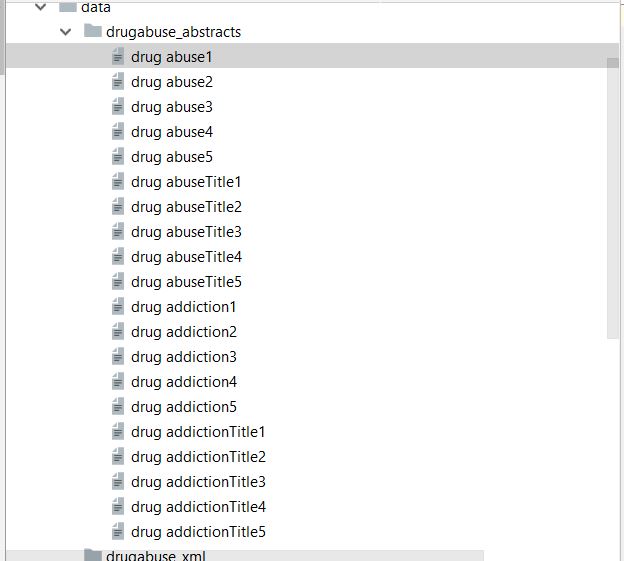 data
drugabuse_abstracts
drug abuse1
drug abuse2
drug abuse3
drug abuse4
drug abuse5
drug abuseTitle1
drug abuseTitle2
drug abuseTitle3
drug abuseTitle4
drug abuseTitle5
drug addiction1
drug addiction2
drug addiction3
drug addiction4
drug addiction5
drug addictionTitle1
drug addictionTitle2
drug addictionTitle3
drug addictionTitle4
drug addictionTitle5
drugabuse_xml